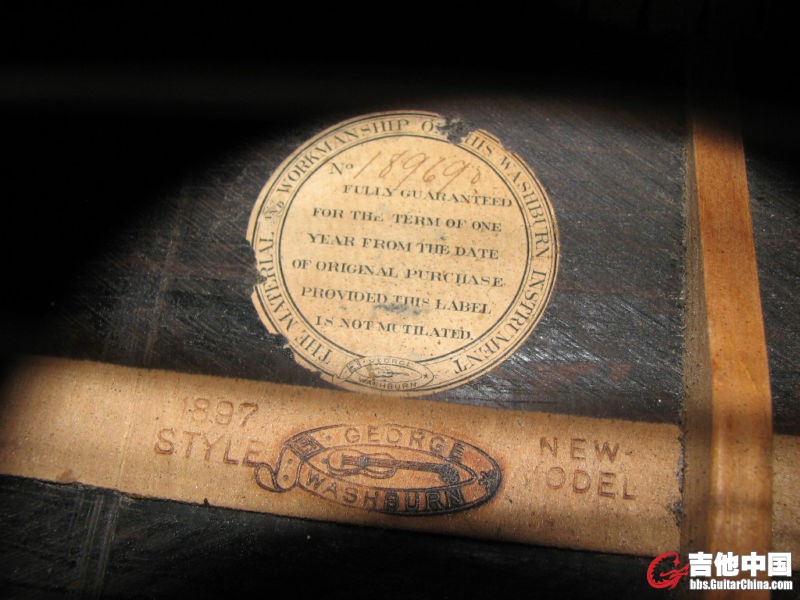 THE MATERIAL AND WORKMANSHIP OF THIS WASHBURN INSTRUMENT
No 
FULLY GUARANTEED
FOR THE TERM OF ONE
YEAR FROM THE DATE
OF ORIGINAL PURCHASE
PROVIDED THIS LABEL
IS NOT MUTILATED.
GEORGE
WASHBURN
1897
STYLE
GEORGE
WASHBURN
NEW-
MODEL
吉他中国
bbs.GuitarChina.com